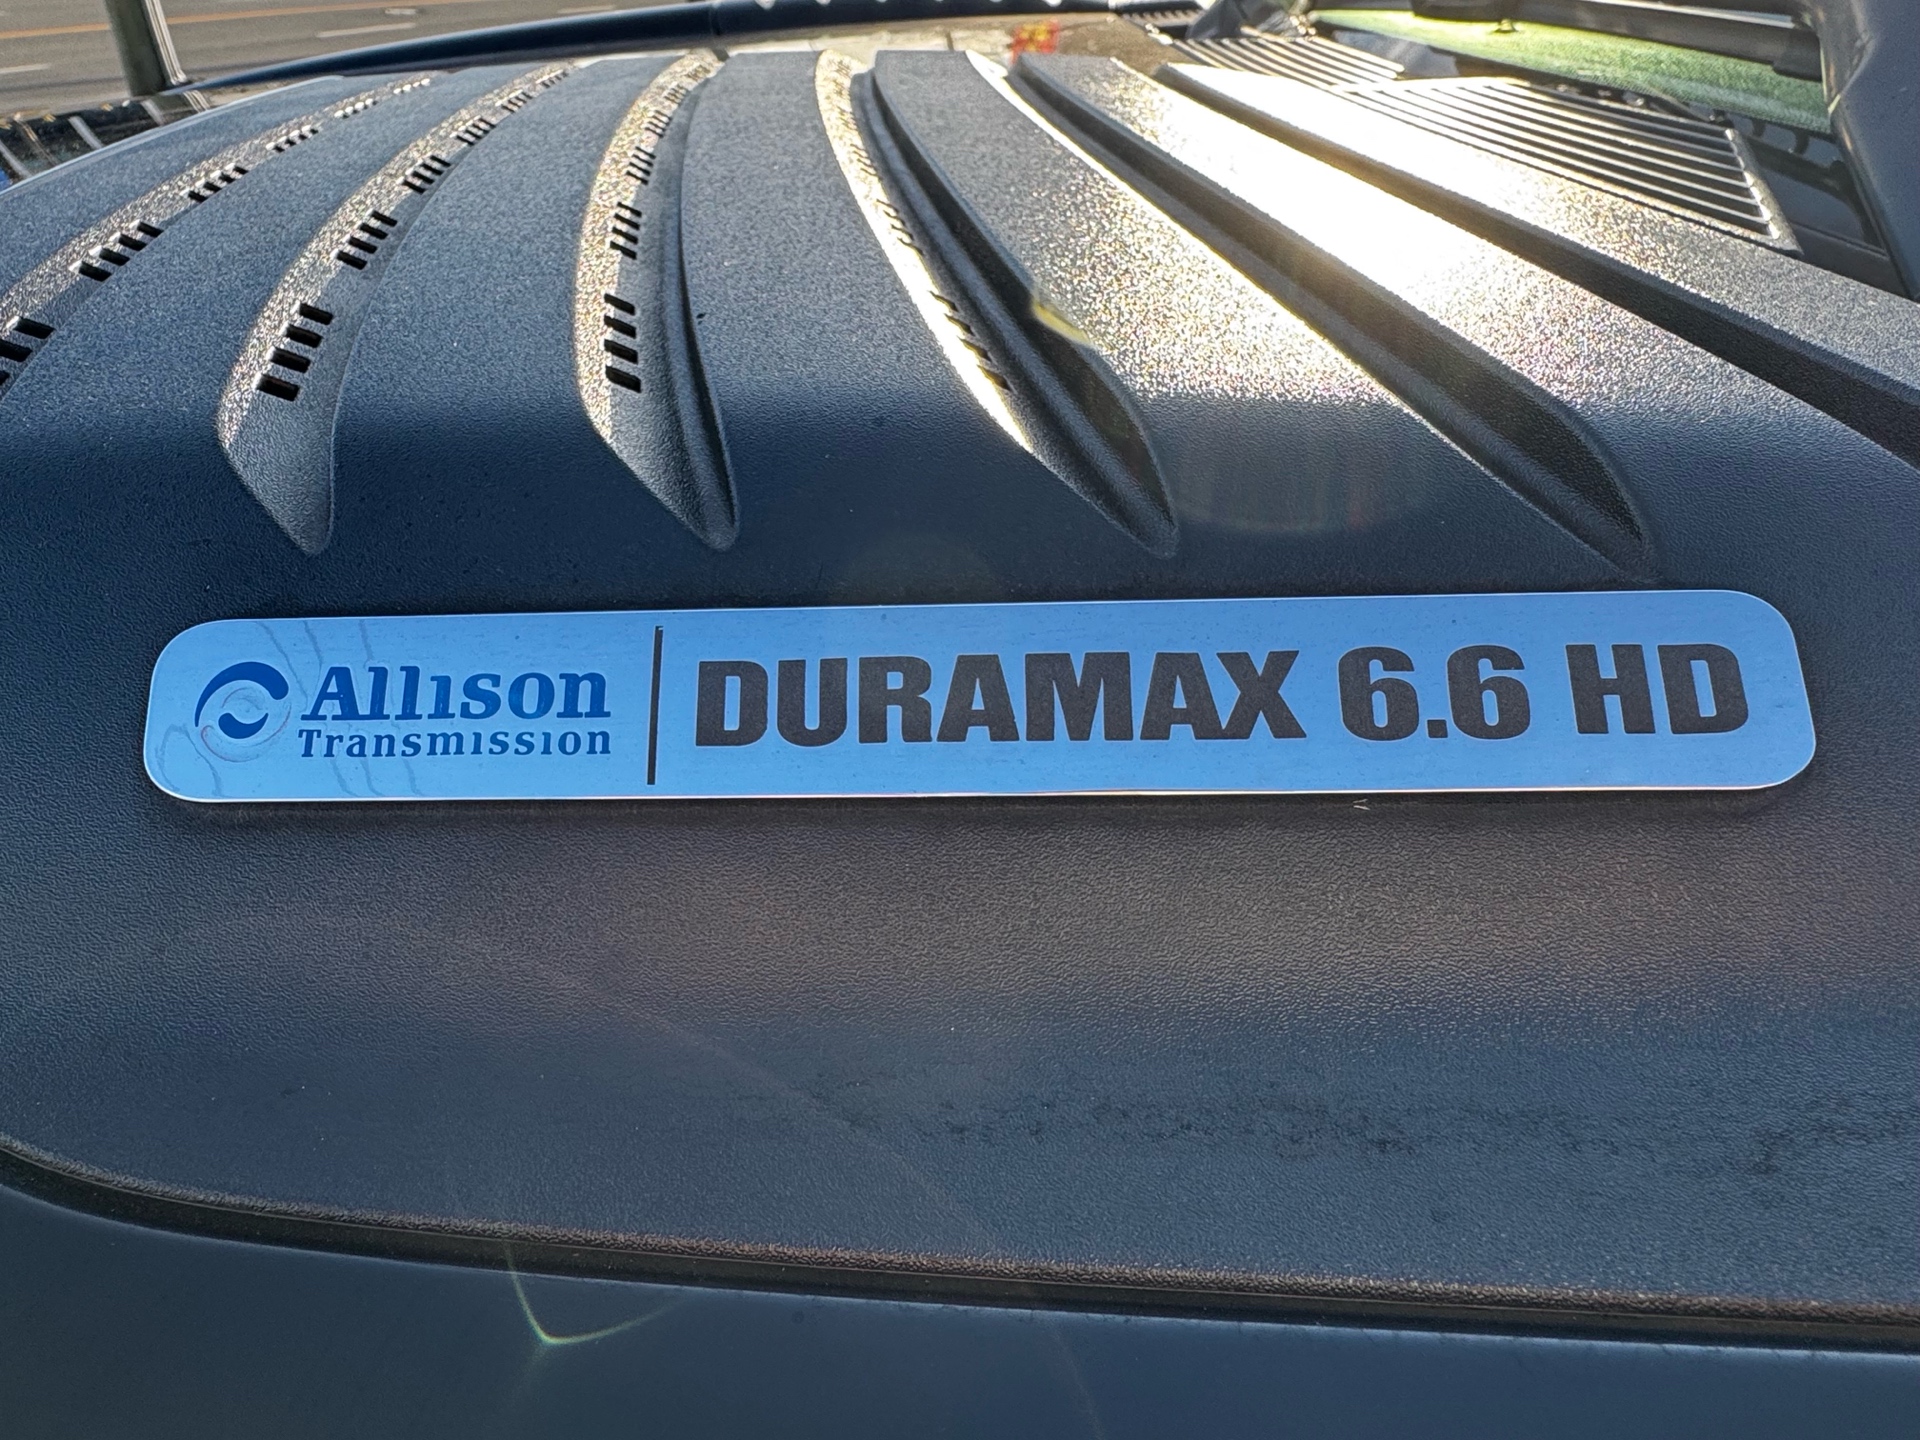 Allison
Transmission
DURAMAX 6.6 HD